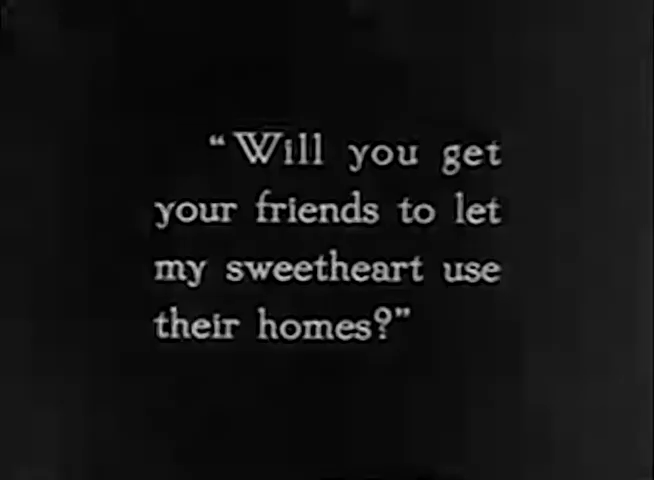 “Will you get
your friends to let
my sweetheart use
their homes?”